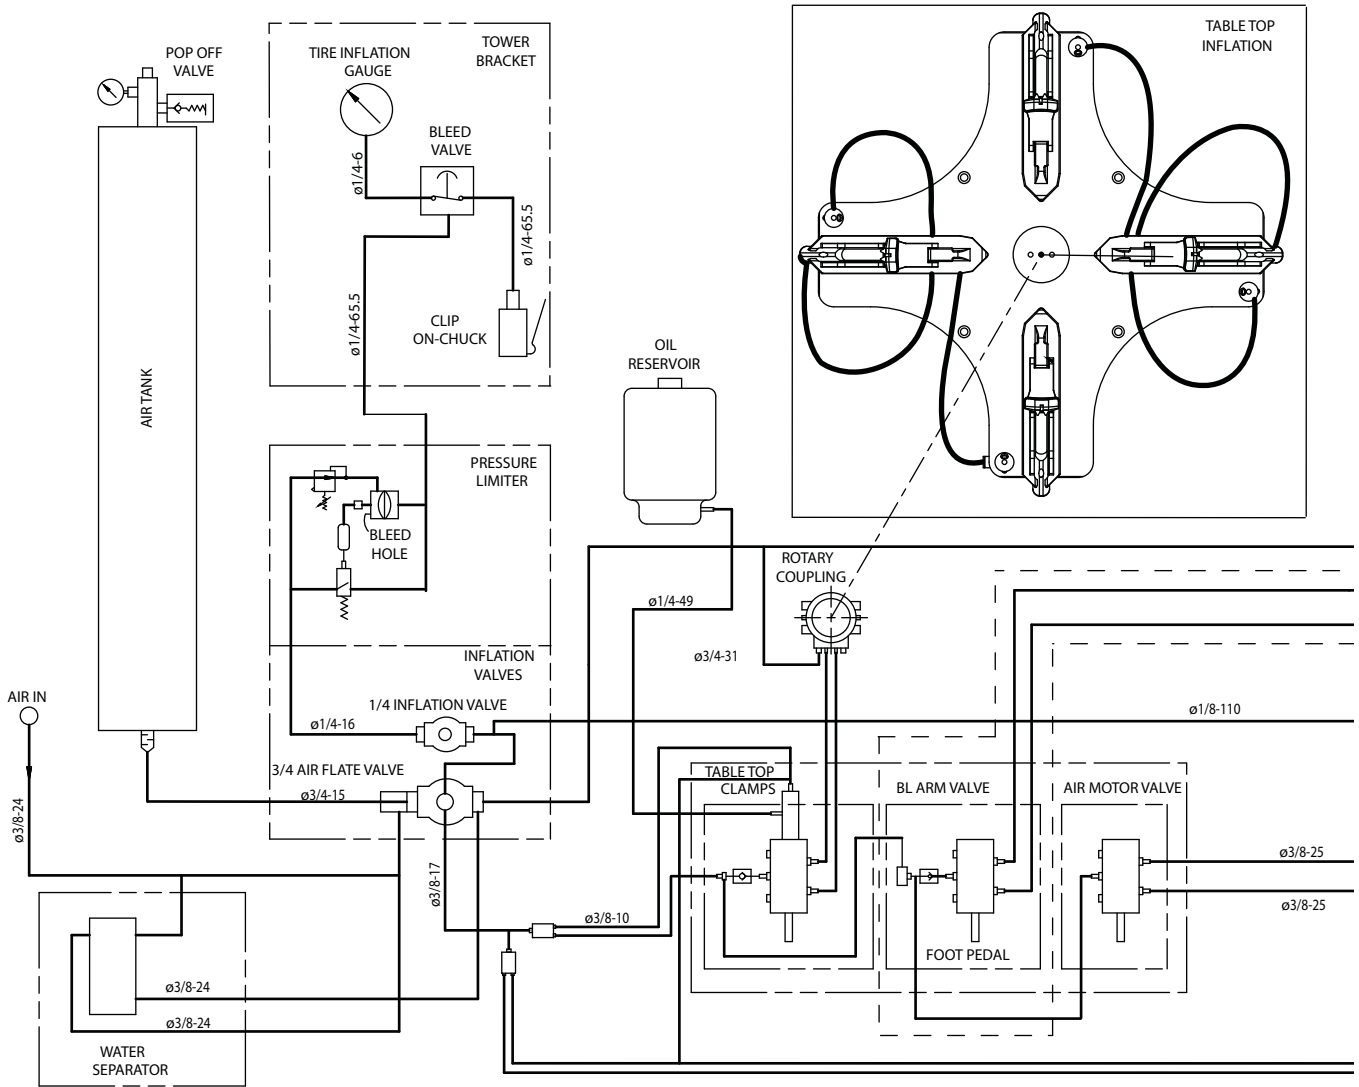 POP OFF
VALVE
AIR TANK
AIR IN
ø3/8-24
TOWER
BRACKET
TIRE INFLATION
GAUGE
BLEED
VALVE
ø1/4-6
ø1/4-65.5
ø1/4-65.5
CLIP
ON-CHUCK
PRESSURE
LIMITER
BLEED
HOLE
INFLATION
VALVES
1/4 INFLATION VALVE
ø1/4-16
3/4 AIR FLATE VALVE
ø3/4-15
ø3/8-17
ø3/8-24
ø3/8-24
WATER
SEPARATOR
OIL
RESERVOIR
ø1/4-49
TABLE TOP
INFLATION
ROTARY
COUPLING
ø3/4-31
ø1/8-110
TABLE TOP
CLAMPS
BL ARM VALVE
AIR MOTOR VALVE
ø3/8-10
FOOT PEDAL
ø3/8-25
ø3/8-25